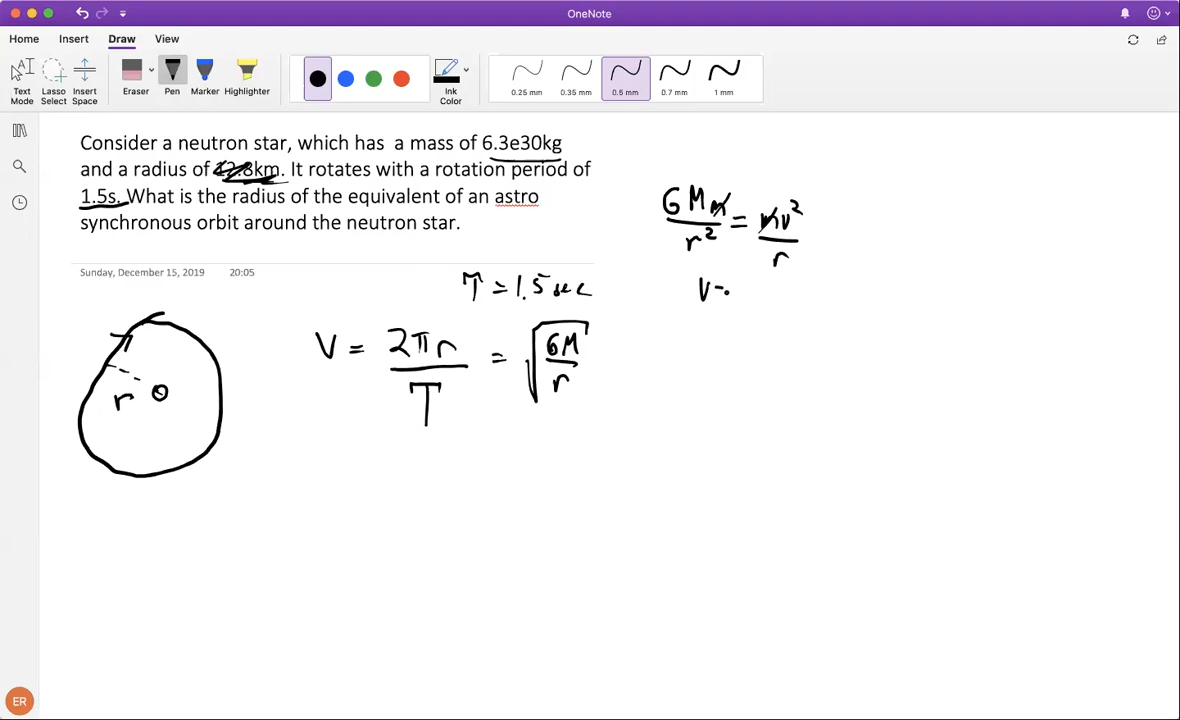 OneNote
Home Insert Draw View
Text Mode
Lasso Select
Insert Space
Eraser
Pen
Marker
Highlighter
Ink Color
0.25 mm
0.35 mm
0.5 mm
0.7 mm
1 mm
Consider a neutron star, which has a mass of 6.3e30kg
and a radius of 12.8km. It rotates with a rotation period of
1.5s. What is the radius of the equivalent of an astro
synchronous orbit around the neutron star.
Sunday, December 15, 2019 20:05
GMm/r² = mv²/r
T = 1.5 sec
V =
V = 2πr/T = √(GM/r)
r
ER